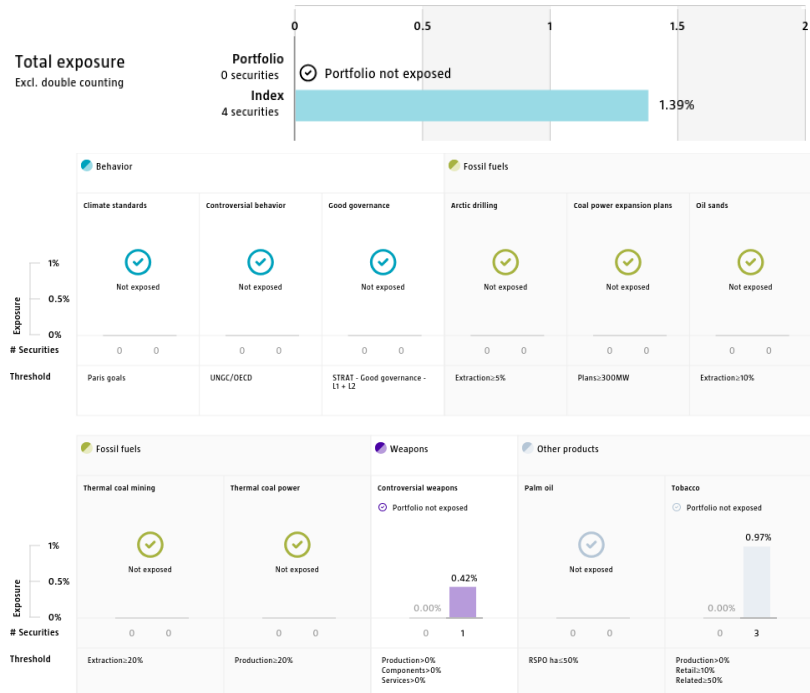 0 0.5 1 1.5 2
Total exposure
Excl. double counting
Portfolio
0 securities
Portfolio not exposed
Index
4 securities
1.39%
Behavior Fossil fuels
Climate standards Controversial behavior Good governance Arctic drilling Coal power expansion plans Oil sands
Exposure
1%
0.5%
0%
Not exposed Not exposed Not exposed Not exposed Not exposed Not exposed
# Securities 0 0 0 0 0 0 0 0 0 0 0 0
Threshold Paris goals UNGC/OECD STRAT - Good governance - Extraction≥5% Plans≥300MW Extraction≥10%
L1 + L2
Fossil fuels Weapons Other products
Thermal coal mining Thermal coal power Controversial weapons Palm oil Tobacco
Portfolio not exposed Portfolio not exposed
Exposure
1%
0.5%
0%
Not exposed Not exposed 0.00% 0.42% Not exposed 0.00% 0.97%
# Securities 0 0 0 0 0 1 0 0 0 3
Threshold Extraction≥20% Production≥20% Production>0% RSPO ha≤50% Production>0%
Components>0% Retail≥10%
Services>0% Related≥50%